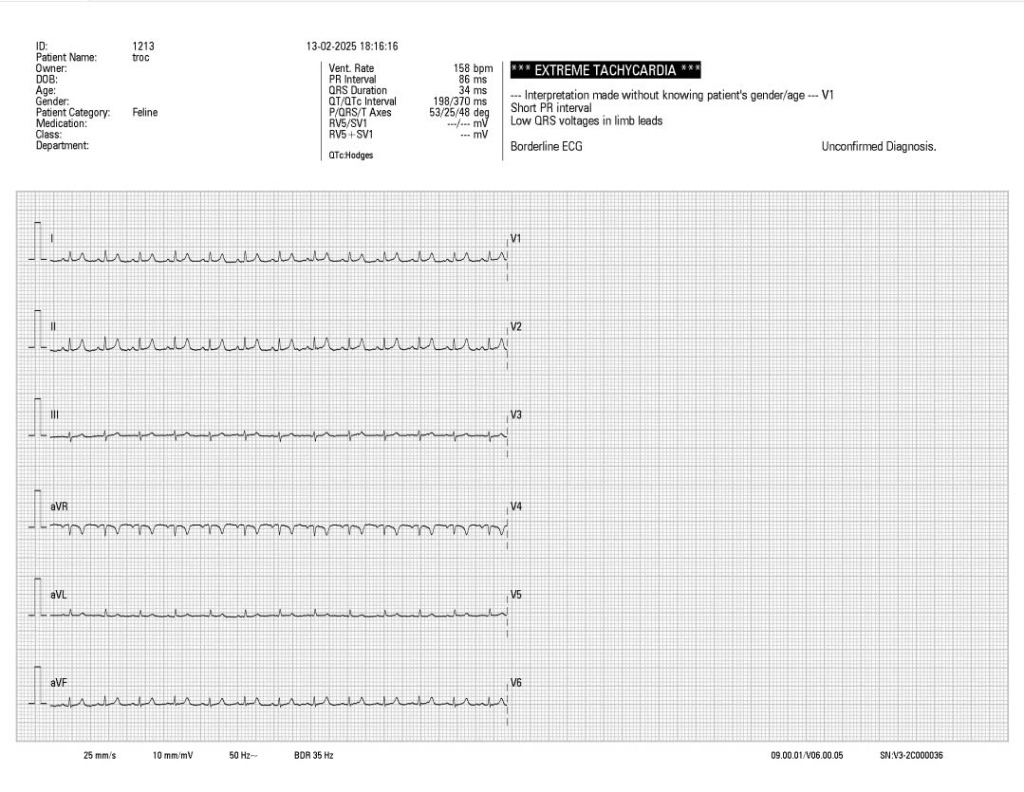 ID: 1213
Patient Name: troc
Owner:
DOB:
Age:
Gender:
Patient Category: Feline
Medication:
Class:
Department:
13-02-2025 18:16:16
Vent. Rate 158 bpm
PR Interval 86 ms
QRS Duration 34 ms
QT/QTc Interval 198/370 ms
P/QRS/T Axes 53/25/48 deg
RV5/SV1 ---/--- mV
RV5+SV1 --- mV
QTc:Hodges
*** EXTREME TACHYCARDIA ***
--- Interpretation made without knowing patient's gender/age --- V1
Short PR interval
Low QRS voltages in limb leads
Borderline ECG Unconfirmed Diagnosis.
I V1
II V2
III V3
aVR V4
aVL V5
aVF V6
25 mm/s 10 mm/mV 50 Hz~ BDR 35 Hz 09.00.01/V06.00.05 SN:V3-2C000036